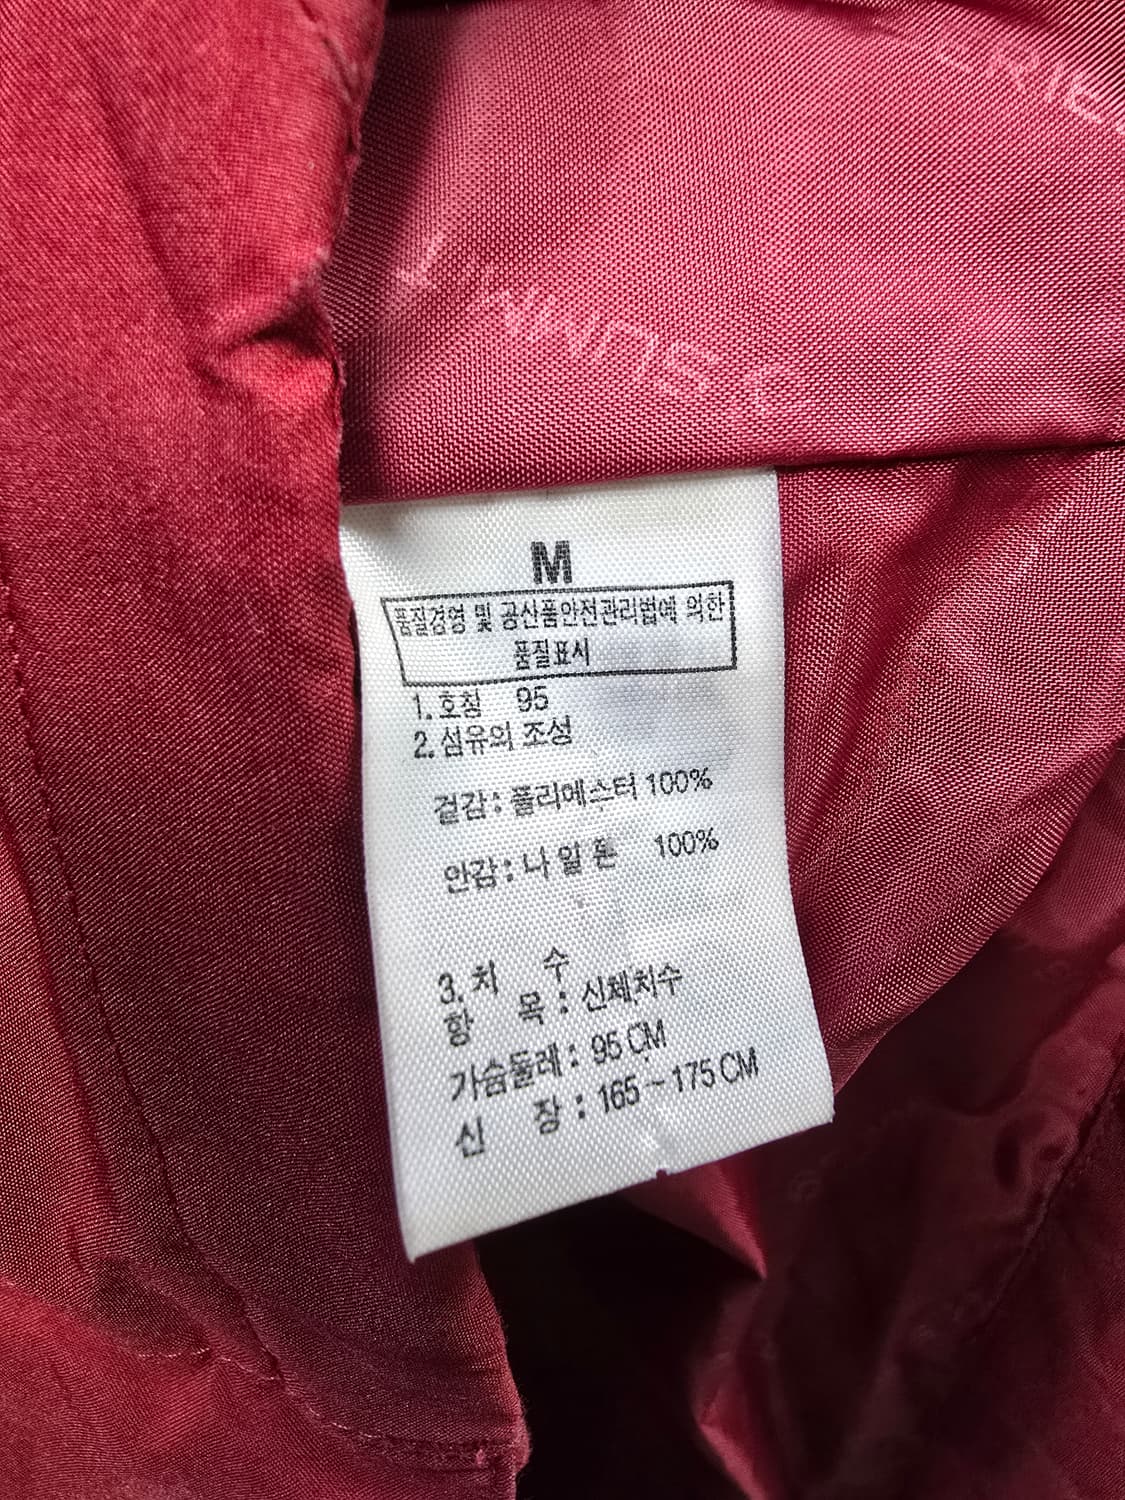 M
품질경영 및 공산품안전관리법에 의한
품질표시
1. 호칭 95
2. 섬유의 조성
겉감 : 폴리에스터 100%
안감 : 나 일 론 100%
3. 치 수
항 목 : 신체치수
가슴둘레 : 95 CM
신 장 : 165 ~ 175 CM